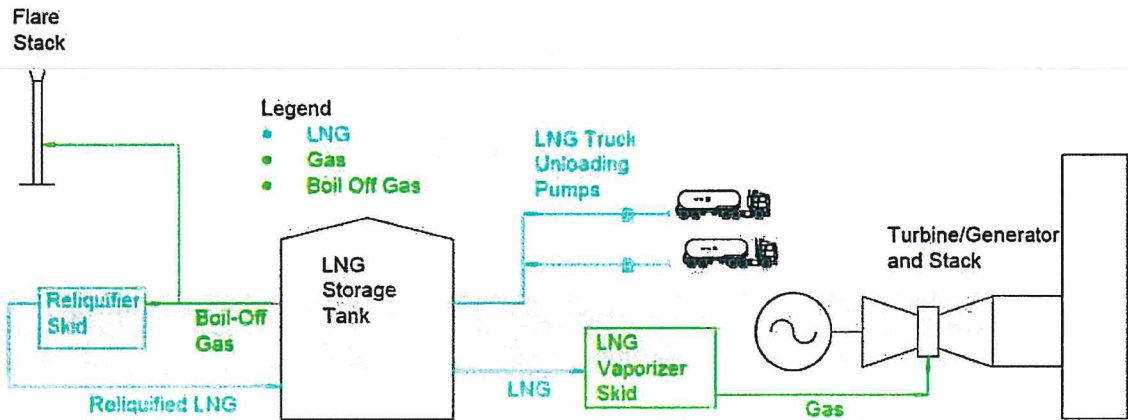 Flare
Stack
Legend
LNG
Gas
Boil Off Gas
LNG Truck
Unloading
Pumps
Turbine/Generator
and Stack
LNG
Storage
Tank
Reliquifier
Skid
Boil-Off
Gas
LNG
Vaporizer
Skid
Reliquified LNG
LNG
Gas